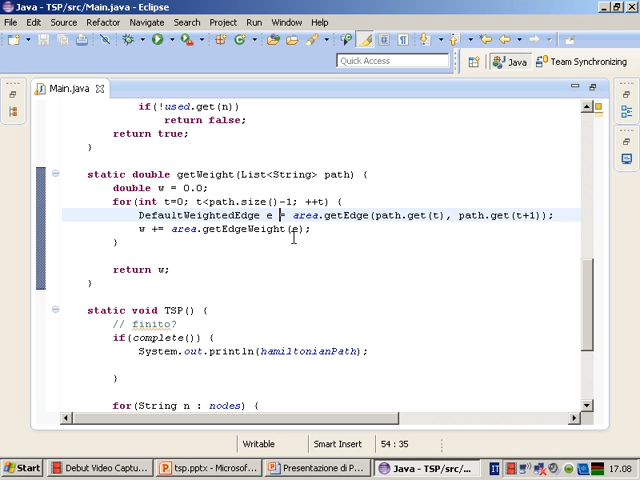 Java - TSP/src/Main.java - Eclipse
File Edit Source Refactor Navigate Search Project Run Window Help
Quick Access
Java
Team Synchronizing
Main.java
if(!used.get(n))
return false;
return true;
}
static double getWeight(List<String> path) {
double w = 0.0;
for(int t=0; t<path.size()-1; ++t) {
DefaultWeightedEdge e = area.getEdge(path.get(t), path.get(t+1));
w += area.getEdgeWeight(e);
}
return w;
}
static void TSP() {
// finito?
if(complete()) {
System.out.println(hamiltonianPath);
}
for(String n : nodes) {
Writable
Smart Insert
54 : 35
Start
Debut Video Captu...
tsp.pptx - Microsof...
Presentazione di P...
Java - TSP/src/...
IT
17.08